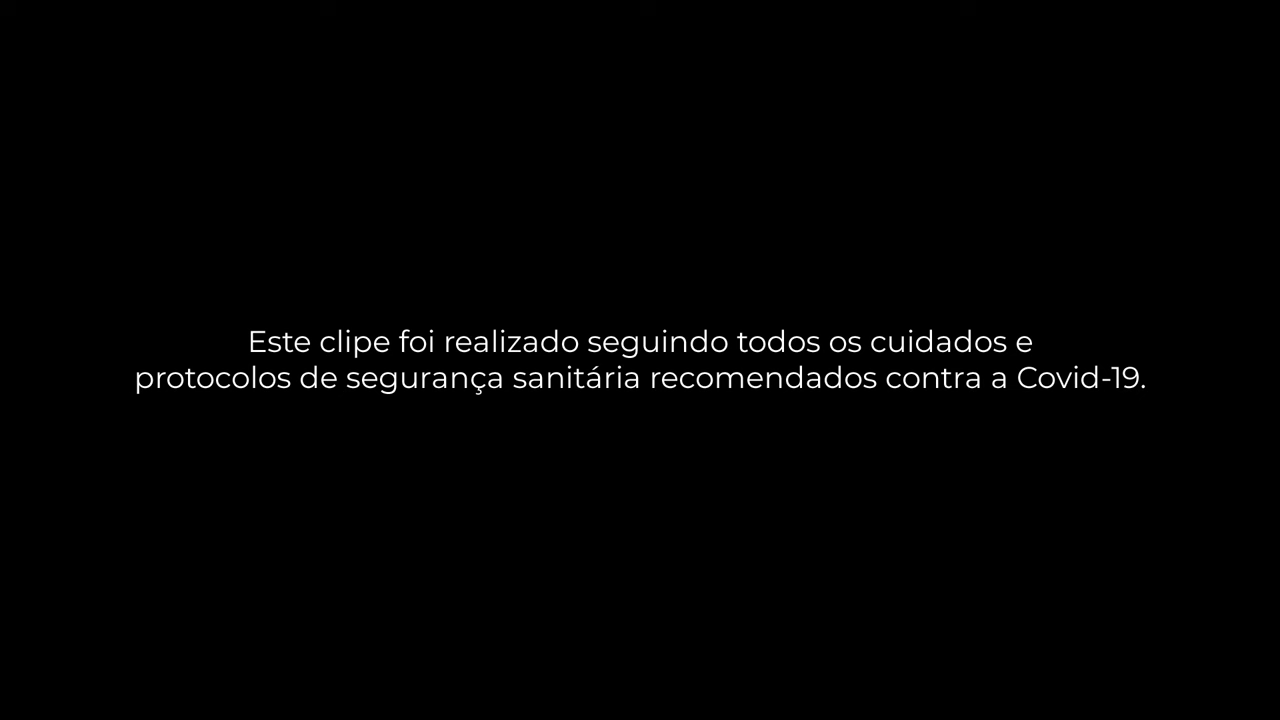 Este clipe foi realizado seguindo todos os cuidados e
protocolos de segurança sanitária recomendados contra a Covid-19.